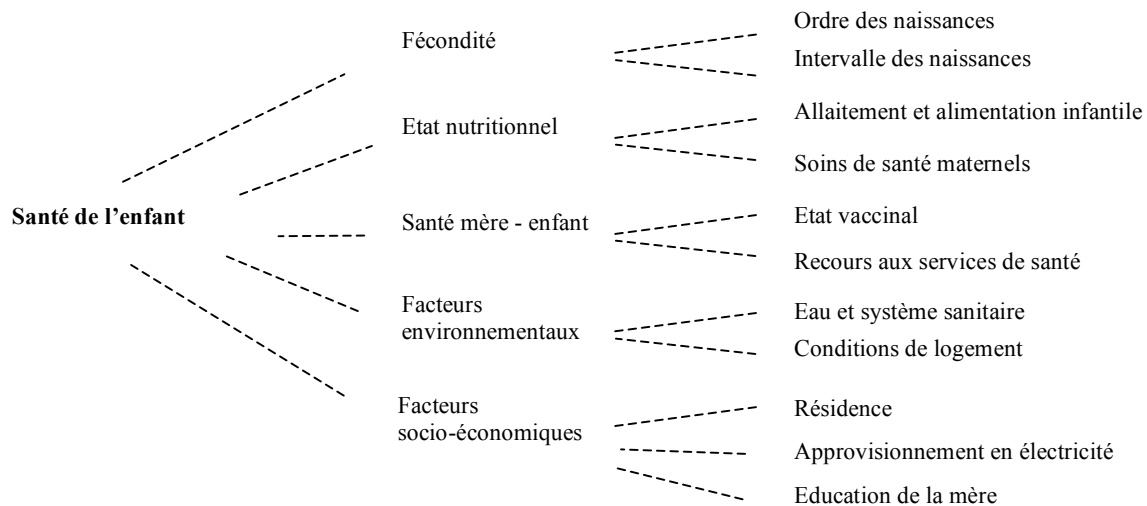 Santé de l’enfant
Fécondité
Ordre des naissances
Intervalle des naissances
Etat nutritionnel
Allaitement et alimentation infantile
Soins de santé maternels
Santé mère - enfant
Etat vaccinal
Recours aux services de santé
Facteurs
environnementaux
Eau et système sanitaire
Conditions de logement
Facteurs
socio-économiques
Résidence
Approvisionnement en électricité
Education de la mère